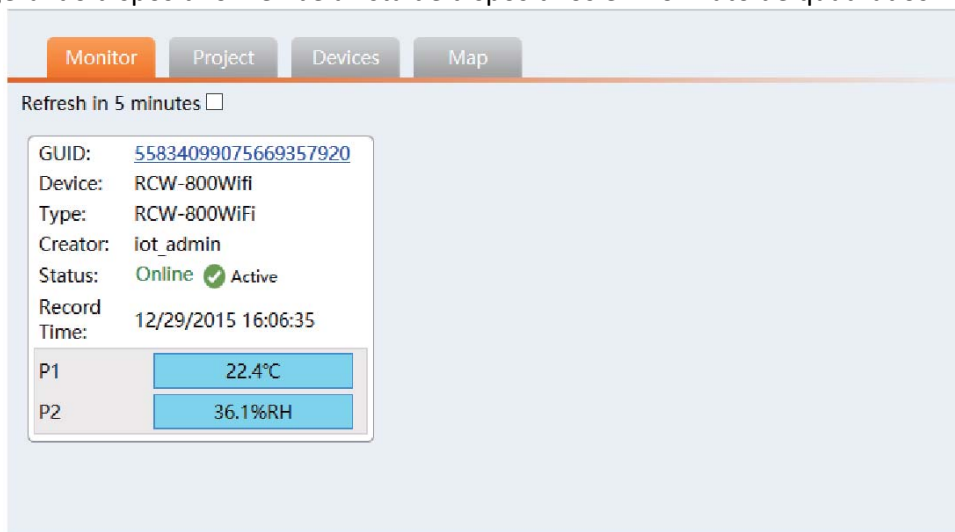 Monitor Project Devices Map
Refresh in 5 minutes
GUID: 55834099075669357920
Device: RCW-800Wifi
Type: RCW-800WiFi
Creator: iot_admin
Status: Online Active
Record
Time: 12/29/2015 16:06:35
P1 22.4°C
P2 36.1%RH